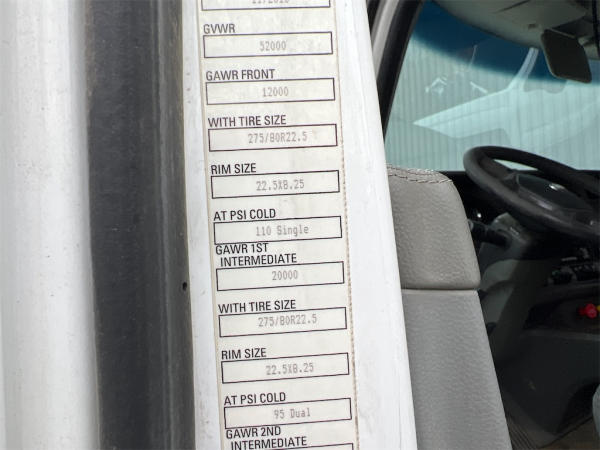 GVWR
52000
GAWR FRONT
12000
WITH TIRE SIZE
275/80R22.5
RIM SIZE
22.5X8.25
AT PSI COLD
110 Single
GAWR 1ST
INTERMEDIATE
20000
WITH TIRE SIZE
275/80R22.5
RIM SIZE
22.5X8.25
AT PSI COLD
95 Dual
GAWR 2ND
INTERMEDIATE